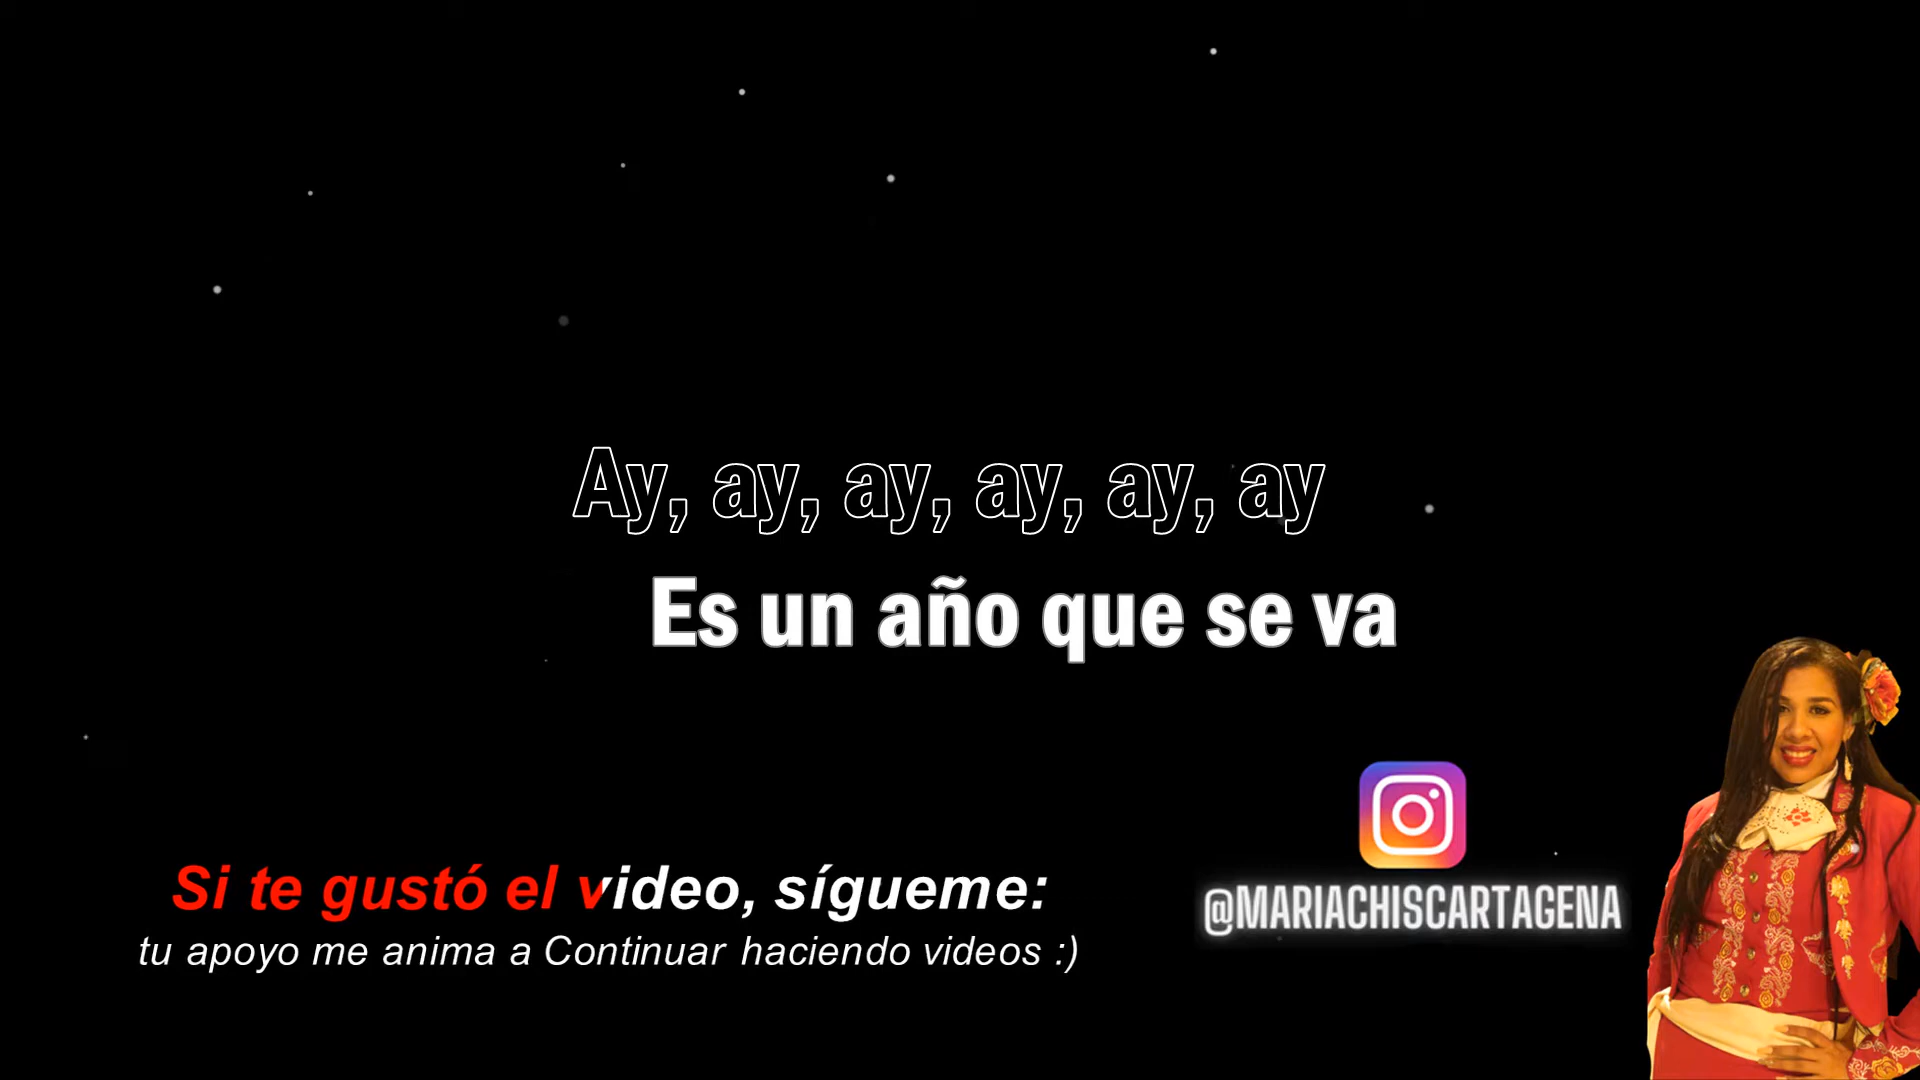 Ay, ay, ay, ay, ay, ay
Es un año que se va
Si te gustó el video, sígueme:
tu apoyo me anima a Continuar haciendo videos :)
@MARIACHISCARTAGENA